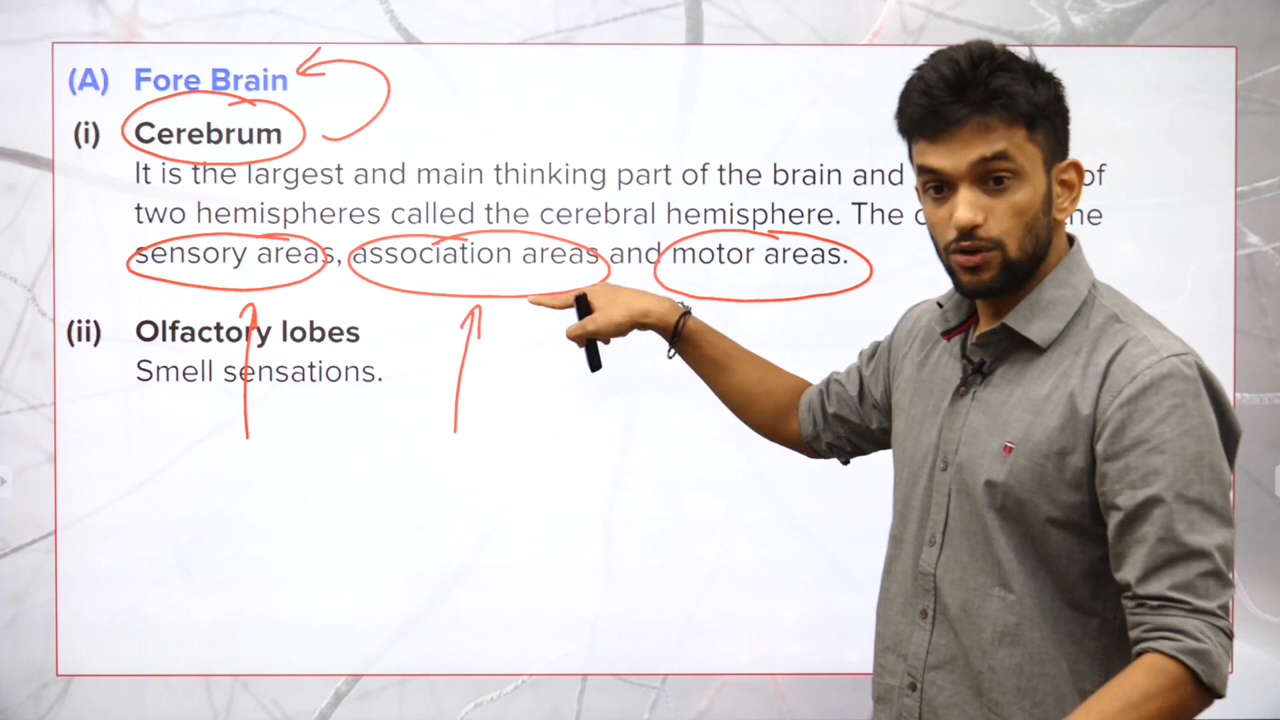 (A) Fore Brain
(i) Cerebrum
It is the largest and main thinking part of the brain and of
two hemispheres called the cerebral hemisphere. The
sensory areas, association areas and motor areas.
(ii) Olfactory lobes
Smell sensations.